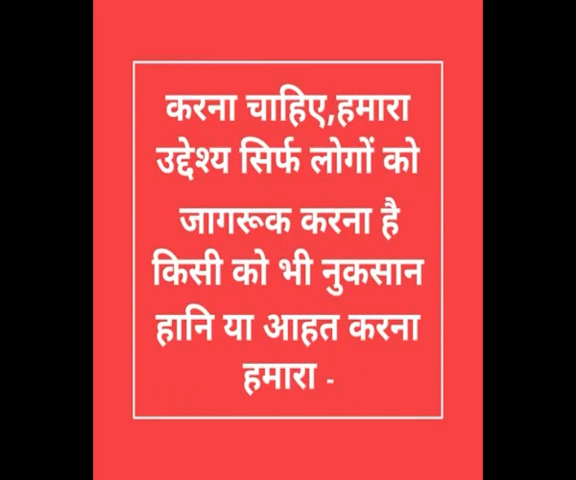 करना चाहिए,हमारा
उद्देश्य सिर्फ लोगों को
जागरूक करना है
किसी को भी नुकसान
हानि या आहत करना
हमारा -